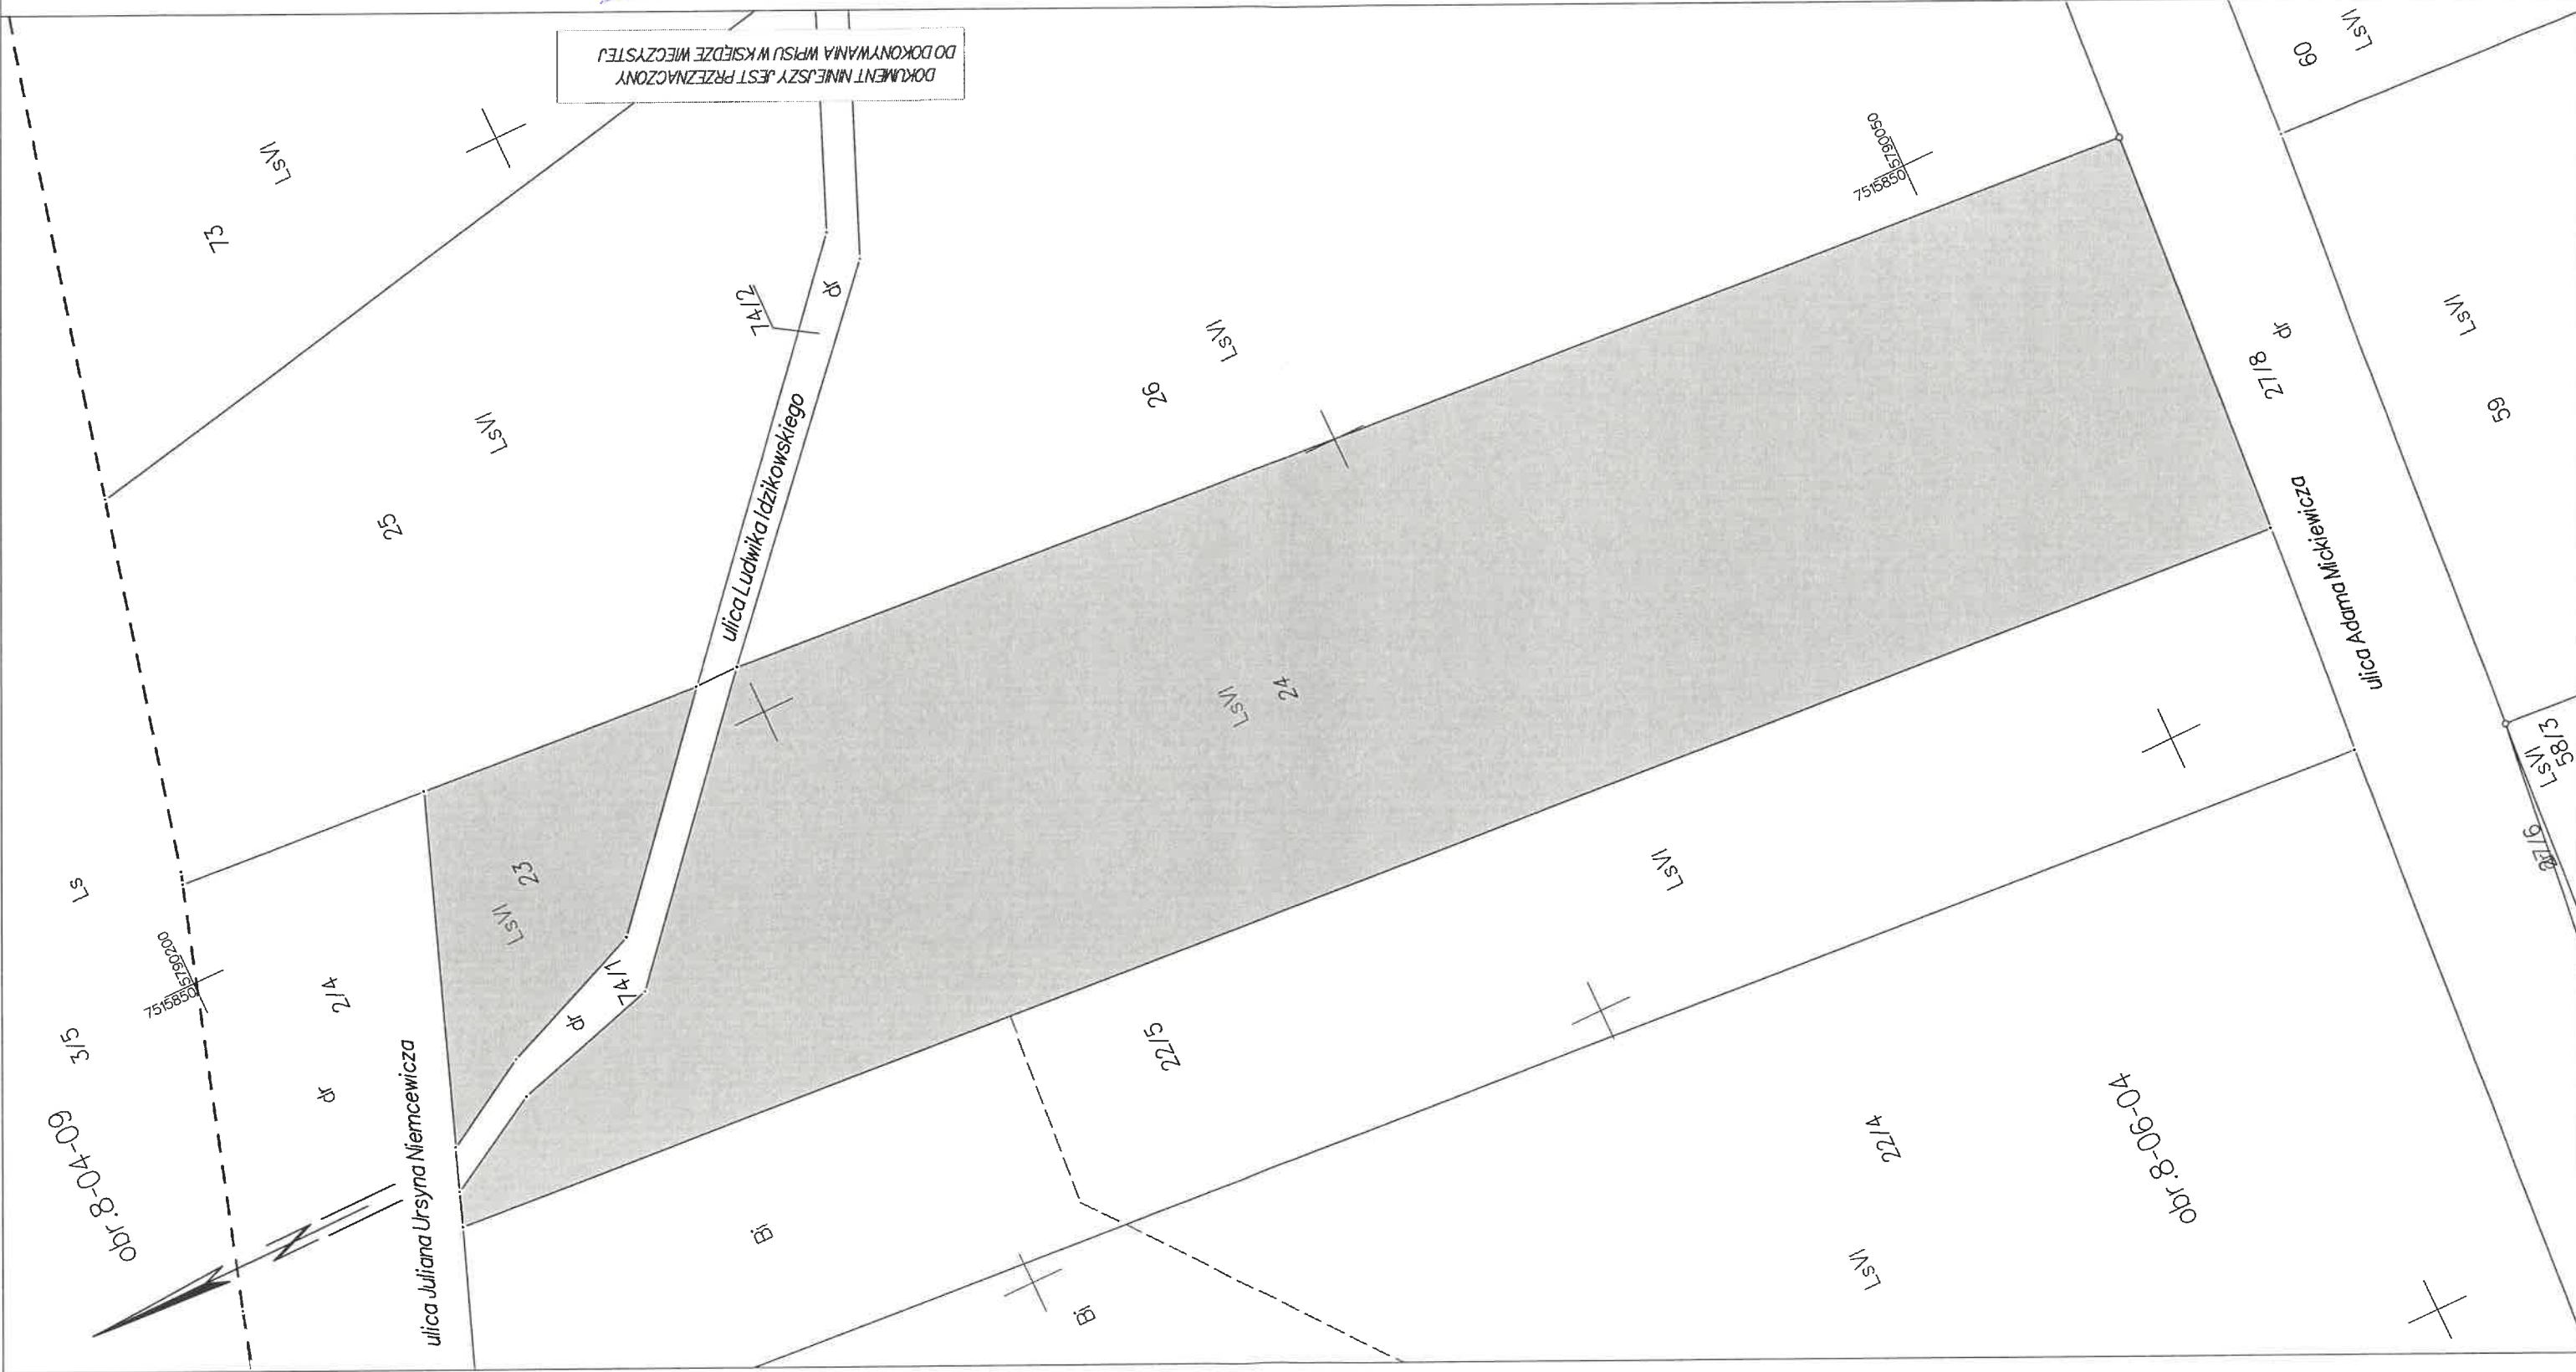 DOKUMENT NINIEJSZY JEST PRZEZNACZONY
DO DOKONYWANIA WPISU W KSIĘDZE WIECZYSTEJ
73
LsVI
25
LsVI
74/2
dr
ulica Ludwika Idzikowskiego
26
LsVI
7515850
5790050
60
LsVI
27/8
dr
59
LsVI
ulica Adama Mickiewicza
58/3
LsVI
27/6
24
LsVI
23
LsVI
74/1
dr
Ls
3/5
obr.8-04-09
7515850
5790200
2/4
dr
ulica Juliana Ursyna Niemcewicza
N
Bi
22/5
LsVI
Bi
22/4
LsVI
obr.8-06-04